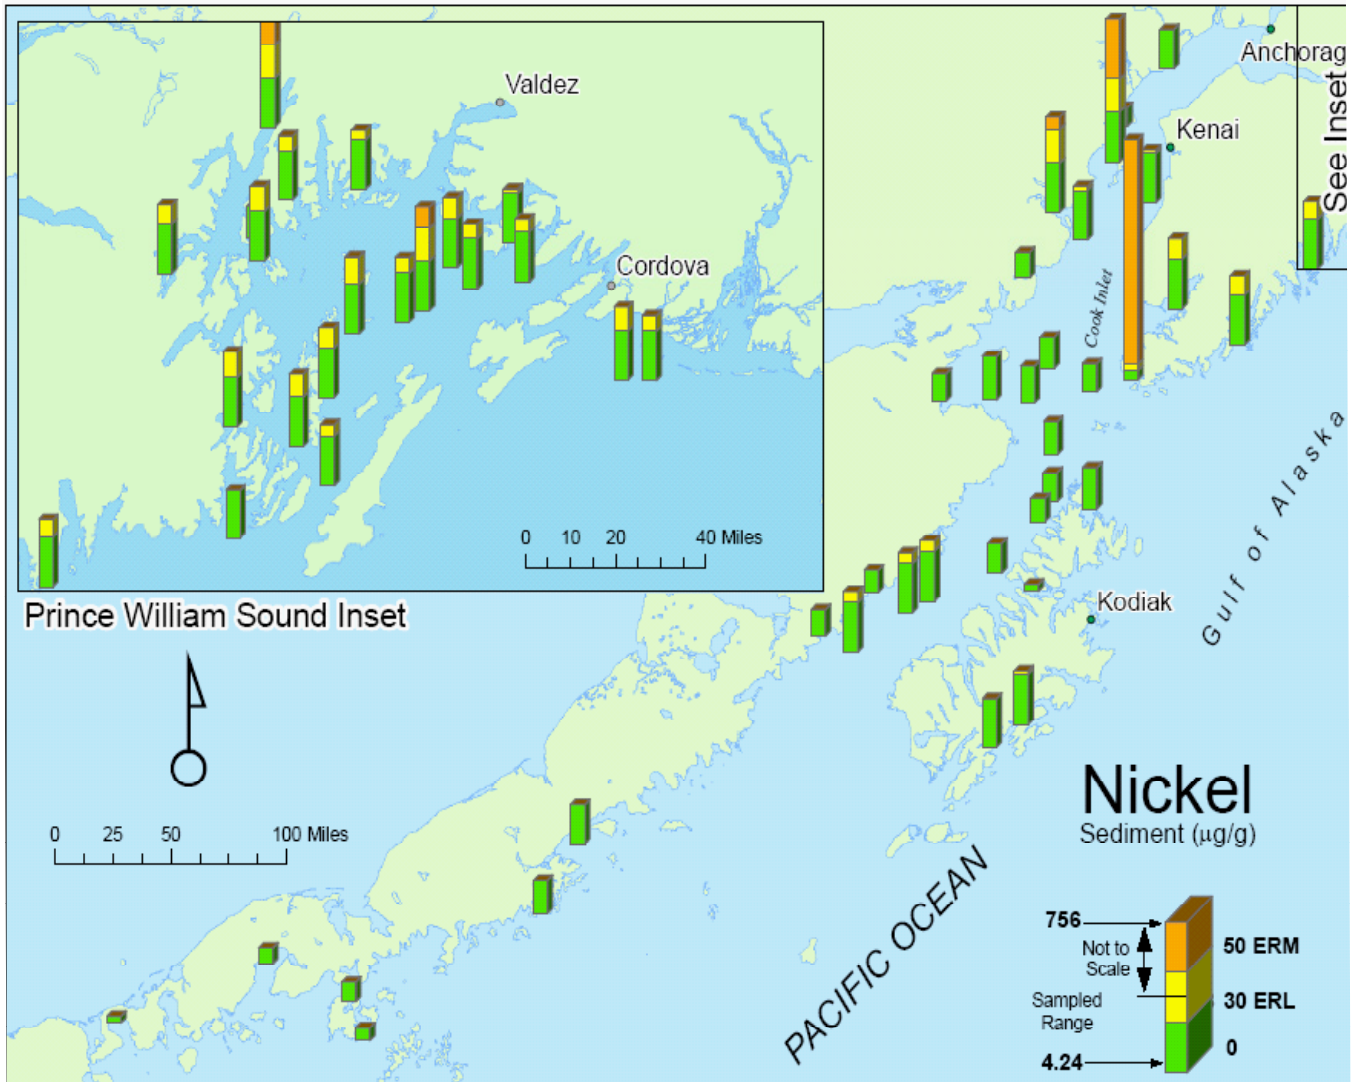 Valdez
Cordova
0 10 20 40 Miles
Prince William Sound Inset
Anchorag
See Inset
Kenai
Cook Inlet
Gulf of Alaska
Kodiak
0 25 50 100 Miles
PACIFIC OCEAN
Nickel
Sediment (µg/g)
756
Not to
Scale
50 ERM
Sampled
Range
30 ERL
4.24
0